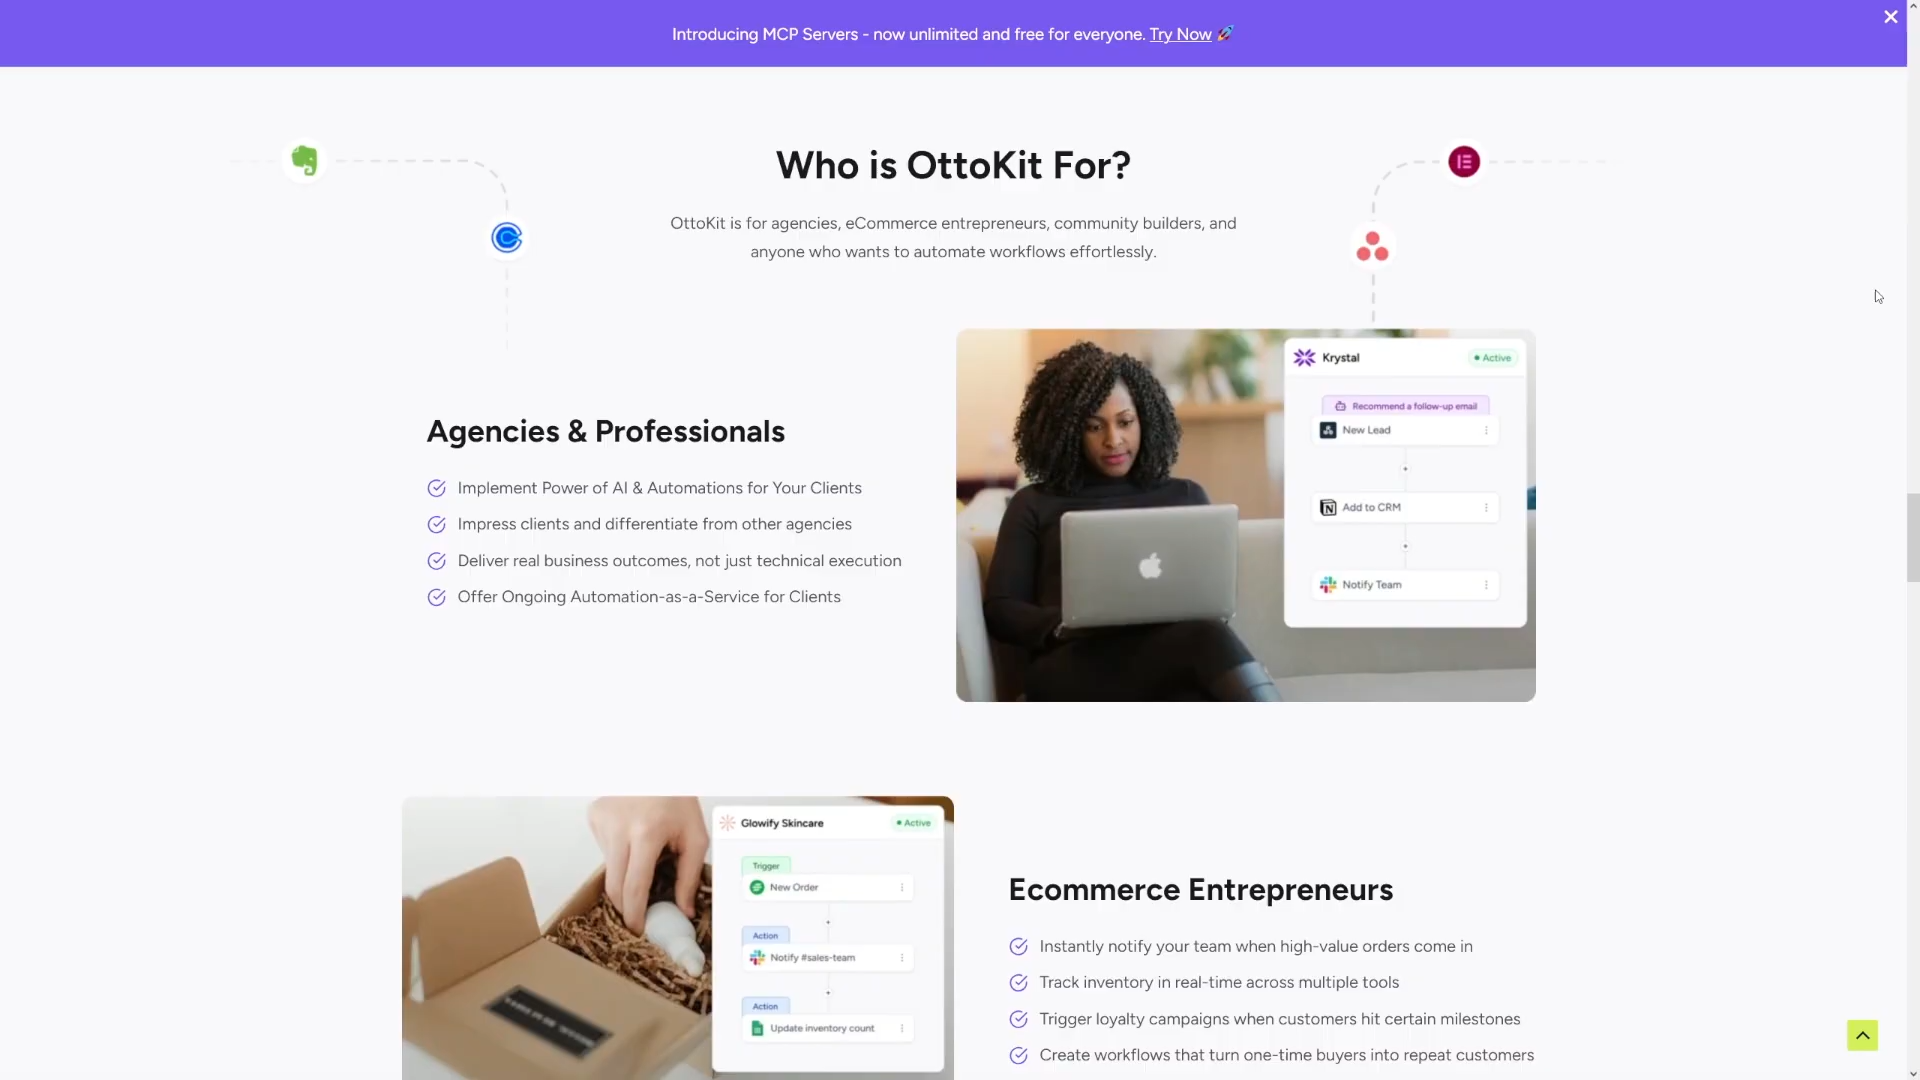 Introducing MCP Servers - now unlimited and free for everyone. Try Now 🚀
Who is OttoKit For?
OttoKit is for agencies, eCommerce entrepreneurs, community builders, and
anyone who wants to automate workflows effortlessly.
Agencies & Professionals
Implement Power of AI & Automations for Your Clients
Impress clients and differentiate from other agencies
Deliver real business outcomes, not just technical execution
Offer Ongoing Automation-as-a-Service for Clients
Krystal
Active
Recommend a follow-up email
New Lead
Add to CRM
Notify Team
Glowify Skincare
Active
Trigger
New Order
Action
Notify #sales-team
Action
Update inventory count
Ecommerce Entrepreneurs
Instantly notify your team when high-value orders come in
Track inventory in real-time across multiple tools
Trigger loyalty campaigns when customers hit certain milestones
Create workflows that turn one-time buyers into repeat customers